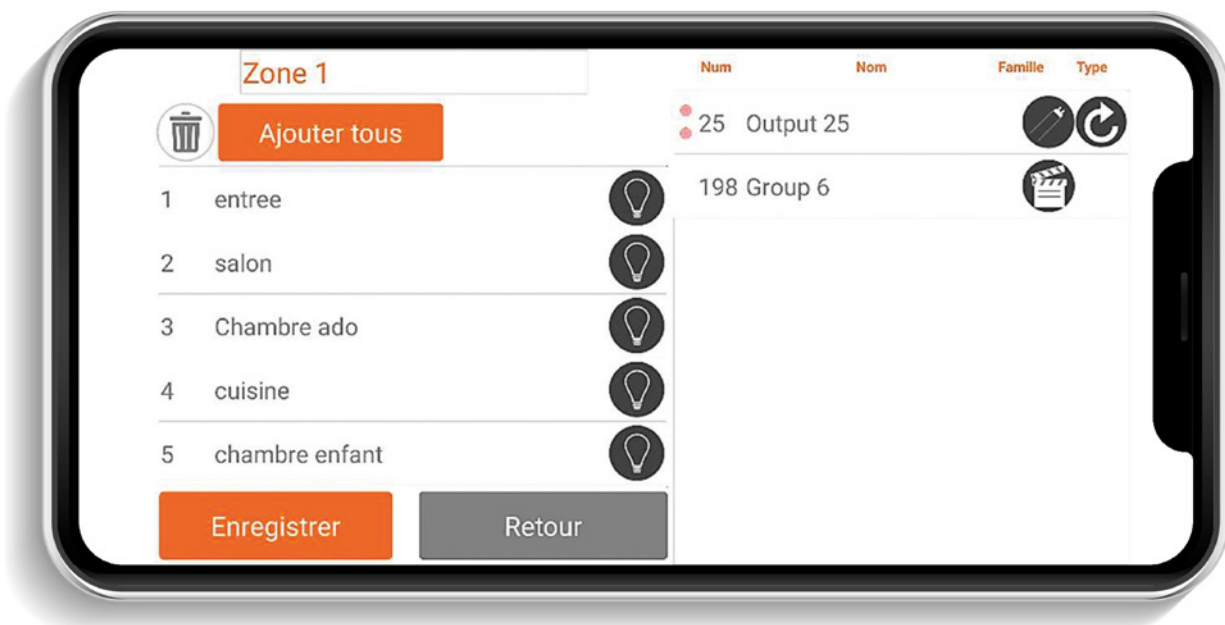 Zone 1
Ajouter tous
1 entree
2 salon
3 Chambre ado
4 cuisine
5 chambre enfant
Enregistrer Retour
Num Nom Famille Type
25 Output 25
198 Group 6